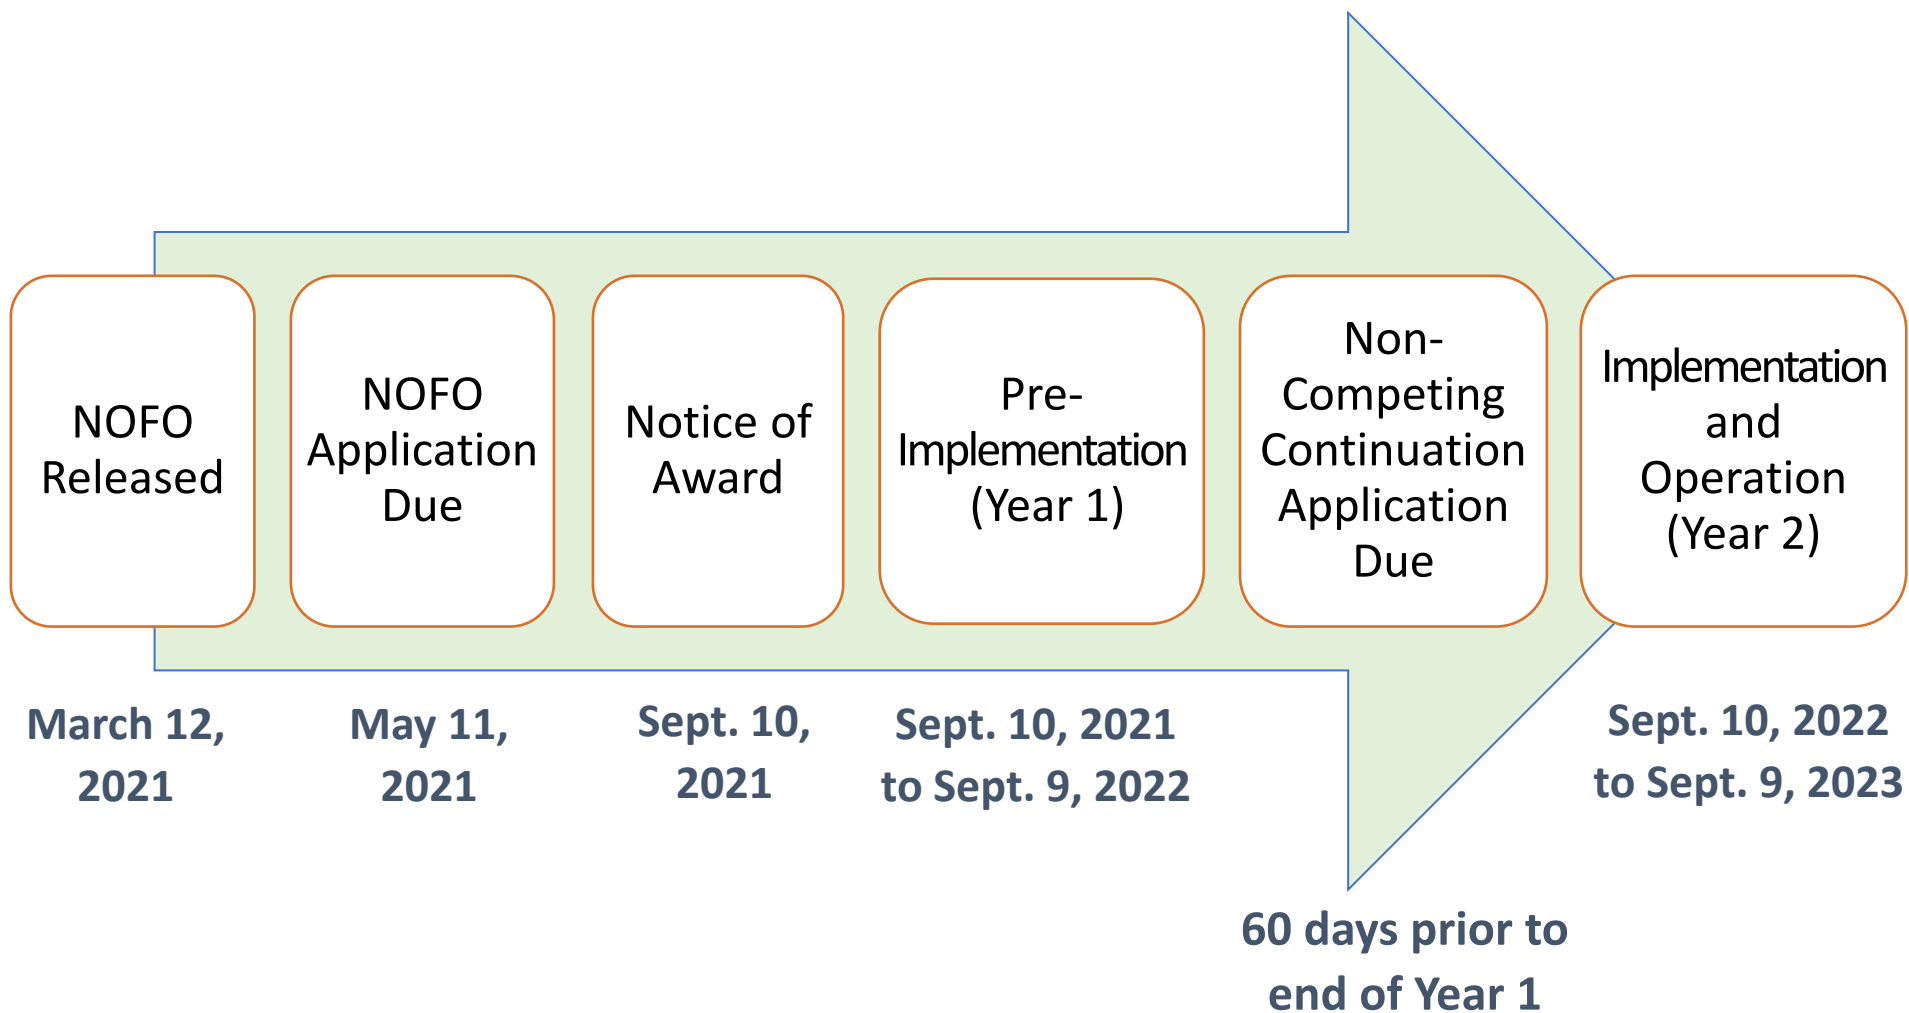 NOFO
Released
NOFO
Application
Due
Notice of
Award
Pre-
Implementation
(Year 1)
Non-
Competing
Continuation
Application
Due
Implementation
and
Operation
(Year 2)
March 12,
2021
May 11,
2021
Sept. 10,
2021
Sept. 10, 2021
to Sept. 9, 2022
60 days prior to
end of Year 1
Sept. 10, 2022
to Sept. 9, 2023